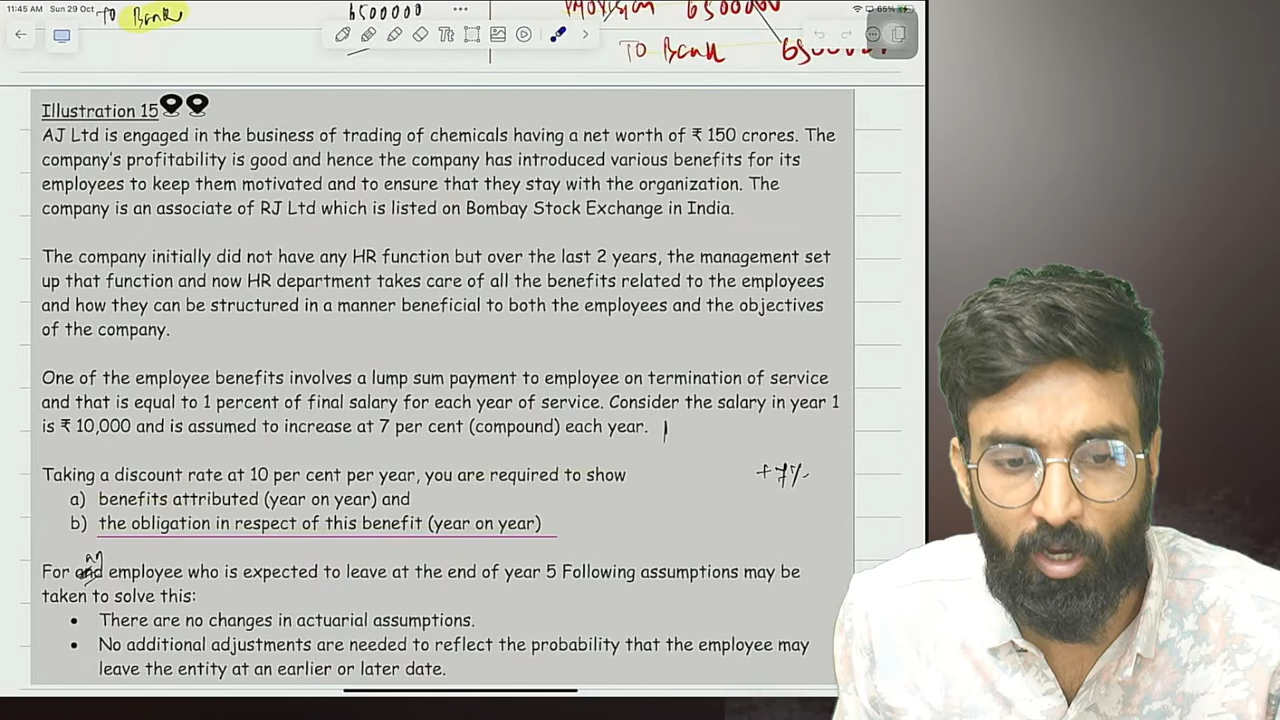 11:45 AM Sun 29 Oct
65%
To Bank
6500000
Provision 6500000
To Bank
Illustration 15
AJ Ltd is engaged in the business of trading of chemicals having a net worth of ₹ 150 crores. The
company's profitability is good and hence the company has introduced various benefits for its
employees to keep them motivated and to ensure that they stay with the organization. The
company is an associate of RJ Ltd which is listed on Bombay Stock Exchange in India.
The company initially did not have any HR function but over the last 2 years, the management set
up that function and now HR department takes care of all the benefits related to the employees
and how they can be structured in a manner beneficial to both the employees and the objectives
of the company.
One of the employee benefits involves a lump sum payment to employee on termination of service
and that is equal to 1 percent of final salary for each year of service. Consider the salary in year 1
is ₹ 10,000 and is assumed to increase at 7 per cent (compound) each year.
Taking a discount rate at 10 per cent per year, you are required to show
+7%
a) benefits attributed (year on year) and
b) the obligation in respect of this benefit (year on year)
an
For and employee who is expected to leave at the end of year 5 Following assumptions may be
taken to solve this:
• There are no changes in actuarial assumptions.
• No additional adjustments are needed to reflect the probability that the employee may
leave the entity at an earlier or later date.